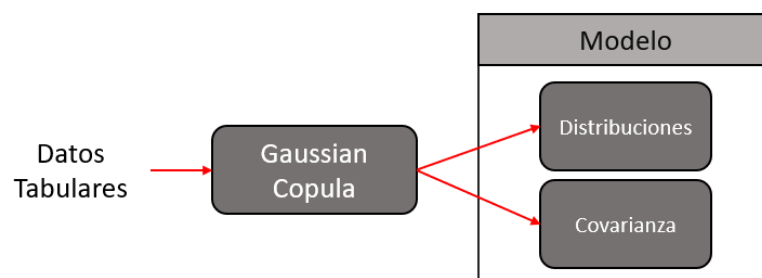 Modelo
Datos
Tabulares
Gaussian
Copula
Distribuciones
Covarianza